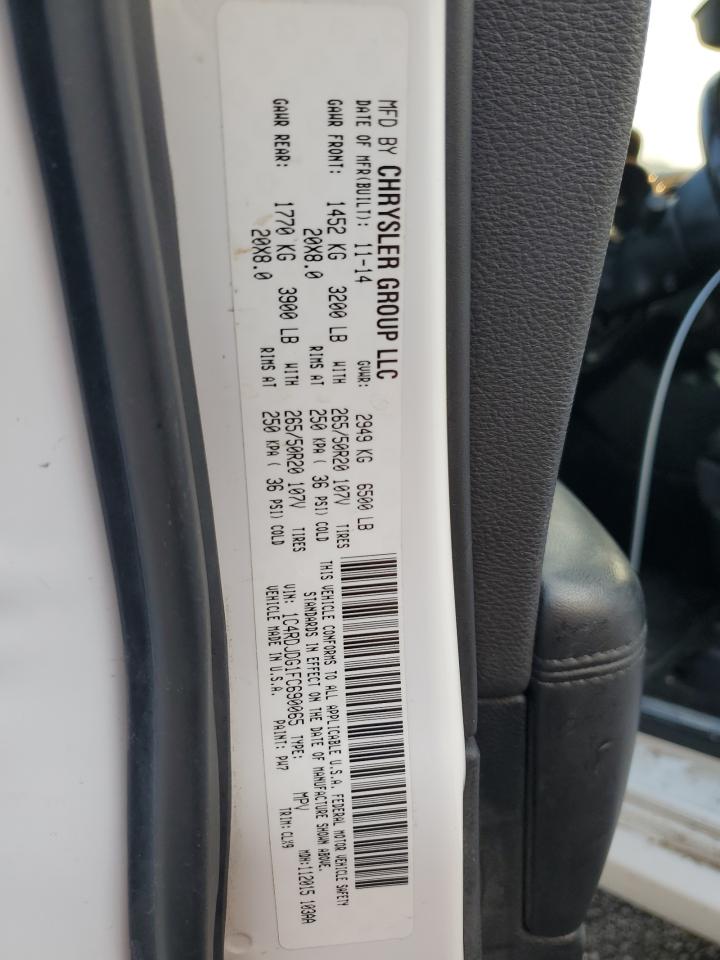 MFD BY CHRYSLER GROUP LLC
DATE OF MFR(BUILT): 11-14 GVWR: 2949 KG 6500 LB
GAWR FRONT: 1452 KG 3200 LB WITH 265/50R20 107V TIRES
20X8.0 RIMS AT 250 KPA ( 36 PSI) COLD
GAWR REAR: 1770 KG 3900 LB WITH 265/50R20 107V TIRES
20X8.0 RIMS AT 250 KPA ( 36 PSI) COLD
THIS VEHICLE CONFORMS TO ALL APPLICABLE U.S.A. FEDERAL MOTOR VEHICLE SAFETY
STANDARDS IN EFFECT ON THE DATE OF MANUFACTURE SHOWN ABOVE.
VIN: 1C4RDJDG1FC690065 TYPE: MPV MDH:112015 103AA
VEHICLE MADE IN U.S.A. PAINT: PW7 TRIM:CLX9